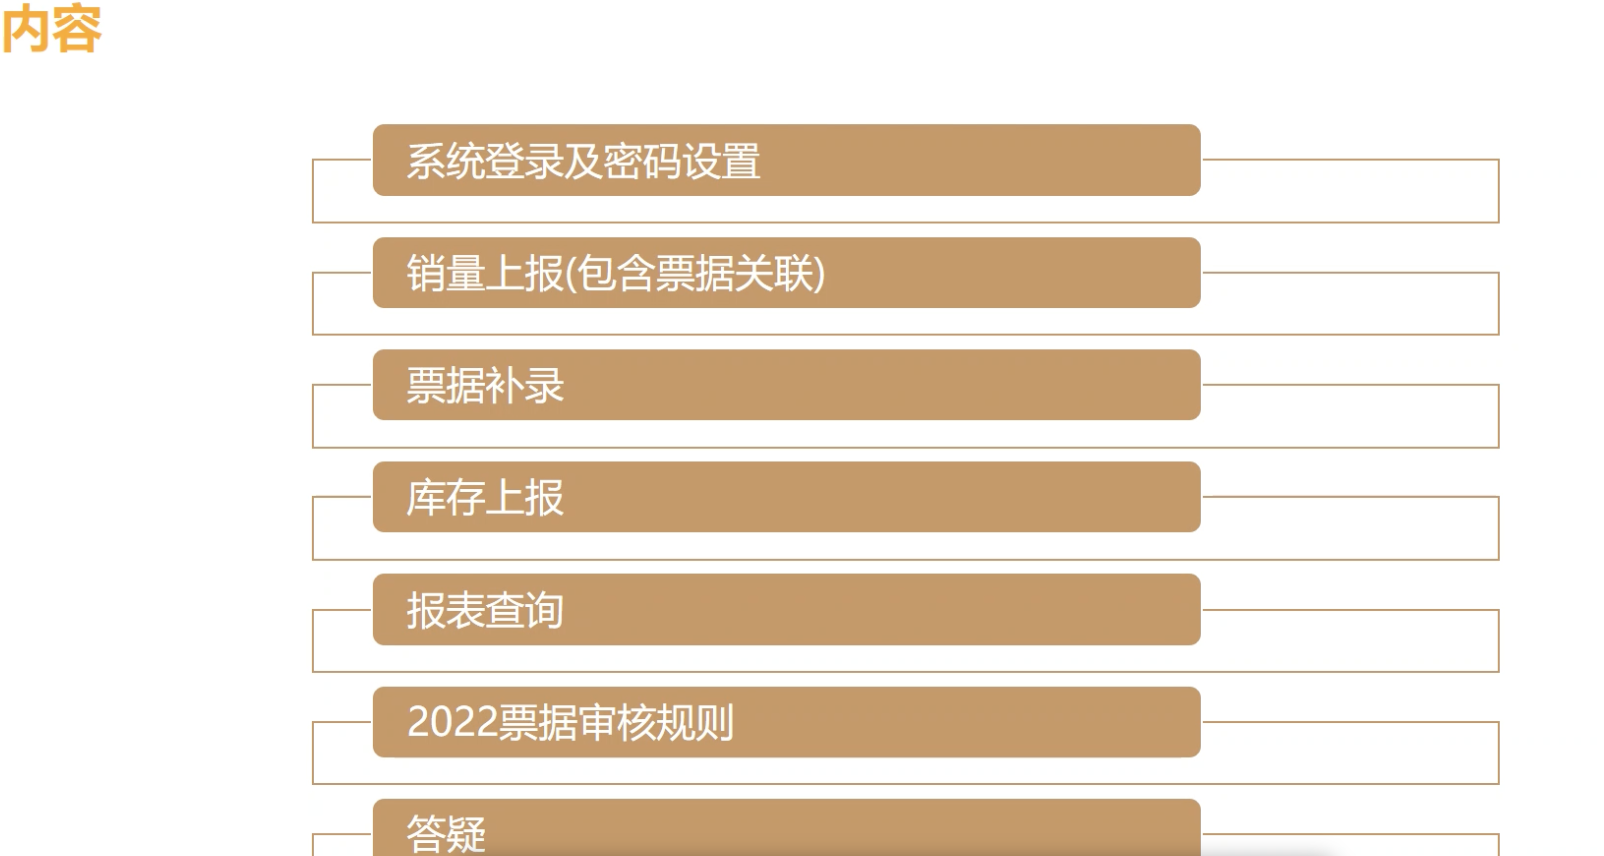 内容
系统登录及密码设置
销量上报(包含票据关联)
票据补录
库存上报
报表查询
2022票据审核规则
答疑